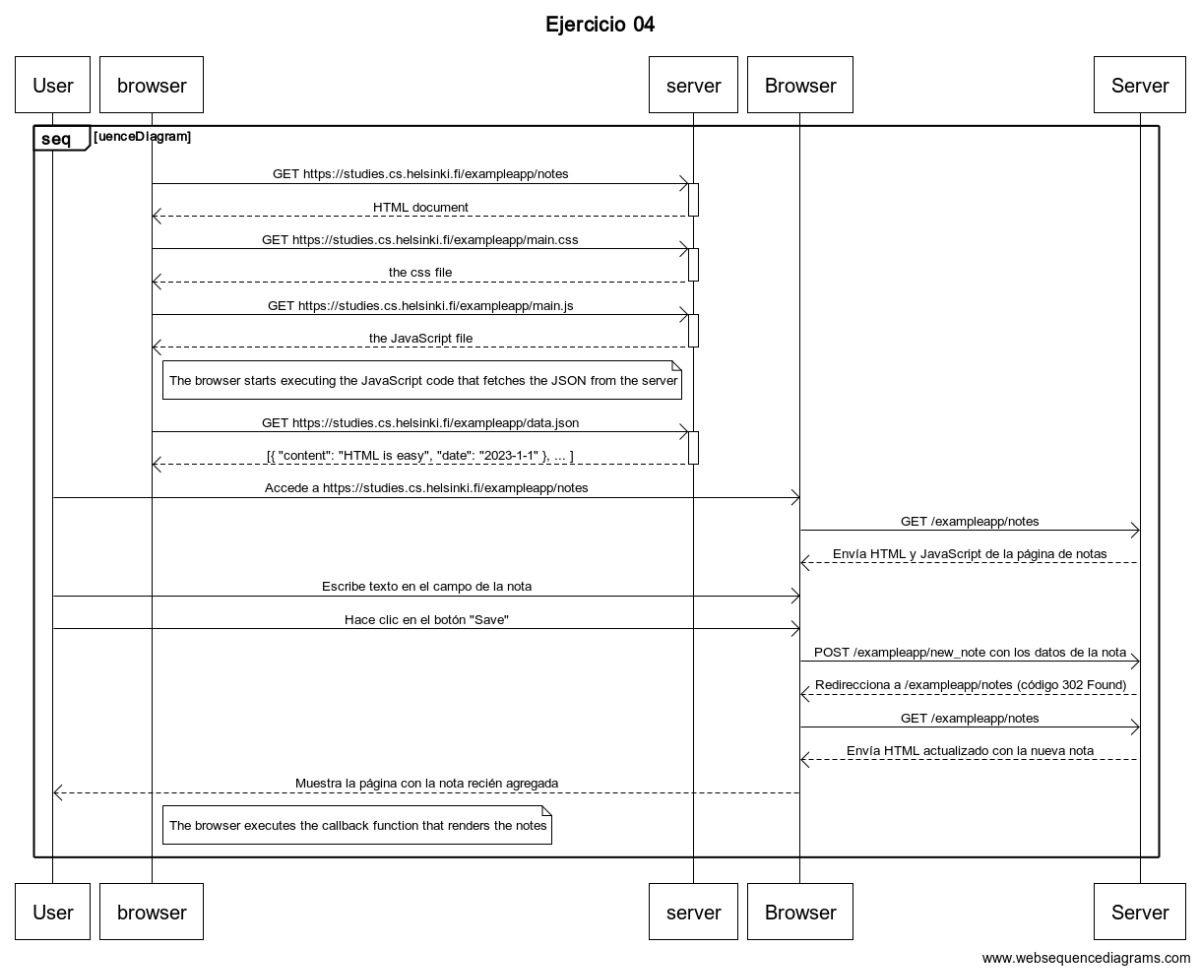 Ejercicio 04
User
browser
server
Browser
Server
seq
[uenceDiagram]
GET https://studies.cs.helsinki.fi/exampleapp/notes
HTML document
GET https://studies.cs.helsinki.fi/exampleapp/main.css
the css file
GET https://studies.cs.helsinki.fi/exampleapp/main.js
the JavaScript file
The browser starts executing the JavaScript code that fetches the JSON from the server
GET https://studies.cs.helsinki.fi/exampleapp/data.json
[{ "content": "HTML is easy", "date": "2023-1-1" }, ... ]
Accede a https://studies.cs.helsinki.fi/exampleapp/notes
GET /exampleapp/notes
Envía HTML y JavaScript de la página de notas
Escribe texto en el campo de la nota
Hace clic en el botón "Save"
POST /exampleapp/new_note con los datos de la nota
Redirecciona a /exampleapp/notes (código 302 Found)
GET /exampleapp/notes
Envía HTML actualizado con la nueva nota
Muestra la página con la nota recién agregada
The browser executes the callback function that renders the notes
User
browser
server
Browser
Server
www.websequencediagrams.com